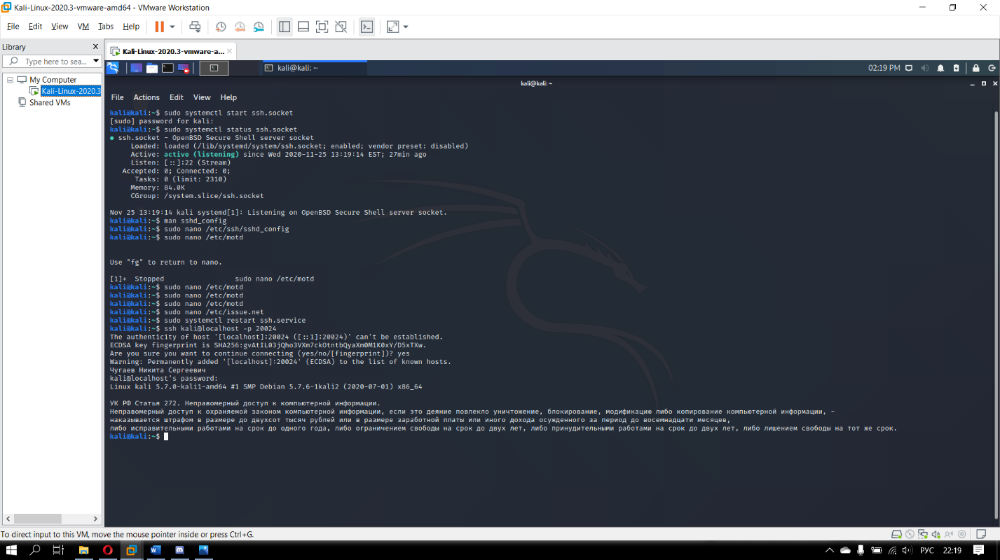 Kali-Linux-2020.3-vmware-amd64 - VMware Workstation
File Edit View VM Tabs Help
Library
Type here to sea...
My Computer
Kali-Linux-2020.3
Shared VMs
Kali-Linux-2020.3-vmware-a...
kali@kali: ~
02:19 PM
kali@kali: ~
File Actions Edit View Help
kali@kali:~$ sudo systemctl start ssh.socket
[sudo] password for kali:
kali@kali:~$ sudo systemctl status ssh.socket
● ssh.socket - OpenBSD Secure Shell server socket
Loaded: loaded (/lib/systemd/system/ssh.socket; enabled; vendor preset: disabled)
Active: active (listening) since Wed 2020-11-25 13:19:14 EST; 27min ago
Listen: [::]:22 (Stream)
Accepted: 0; Connected: 0;
Tasks: 0 (limit: 2310)
Memory: 84.0K
CGroup: /system.slice/ssh.socket
Nov 25 13:19:14 kali systemd[1]: Listening on OpenBSD Secure Shell server socket.
kali@kali:~$ man sshd_config
kali@kali:~$ sudo nano /etc/ssh/sshd_config
kali@kali:~$ sudo nano /etc/motd
Use "fg" to return to nano.
[1]+ Stopped sudo nano /etc/motd
kali@kali:~$ sudo nano /etc/motd
kali@kali:~$ sudo nano /etc/motd
kali@kali:~$ sudo nano /etc/motd
kali@kali:~$ sudo nano /etc/issue.net
kali@kali:~$ sudo systemctl restart ssh.service
kali@kali:~$ ssh kali@localhost -p 20024
The authenticity of host '[localhost]:20024 ([::1]:20024)' can't be established.
ECDSA key fingerprint is SHA256:gvAtIL03jQho3VXm7ckOtntbQyaXm0M1K0xY/D5xTXw.
Are you sure you want to continue connecting (yes/no/[fingerprint])? yes
Warning: Permanently added '[localhost]:20024' (ECDSA) to the list of known hosts.
Чугаев Никита Сергеевич
kali@localhost's password:
Linux kali 5.7.0-kali1-amd64 #1 SMP Debian 5.7.6-1kali2 (2020-07-01) x86_64
УК РФ Статья 272. Неправомерный доступ к компьютерной информации.
Неправомерный доступ к охраняемой законом компьютерной информации, если это деяние повлекло уничтожение, блокирование, модификацию либо копирование компьютерной информации, -
наказывается штрафом в размере до двухсот тысяч рублей или в размере заработной платы или иного дохода осужденного за период до восемнадцати месяцев,
либо исправительными работами на срок до одного года, либо ограничением свободы на срок до двух лет, либо принудительными работами на срок до двух лет, либо лишением свободы на тот же срок.
kali@kali:~$
To direct input to this VM, move the mouse pointer inside or press Ctrl+G.
РУС 22:19